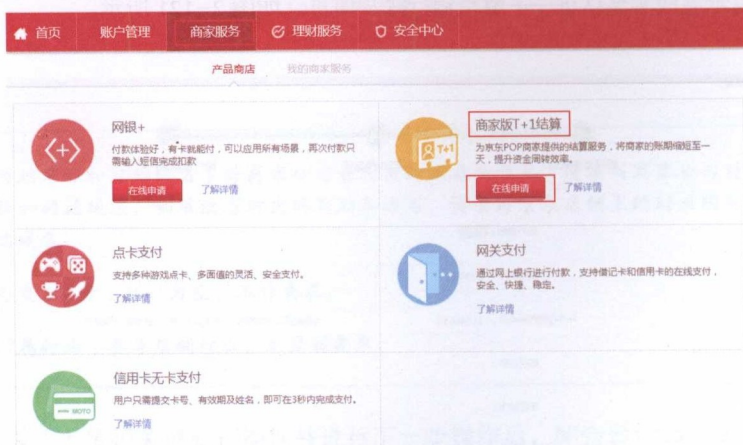 首页 账户管理 商家服务 理财服务 安全中心
产品商店 我的商家服务
网银+
付款体验好，有卡就能付，可以应用所有场景，再次付款只
需输入短信完成扣款
在线申请 了解详情
T+1
商家版T+1结算
为京东POP商家提供的结算服务，将商家的账期缩短至一
天，提升资金周转效率。
在线申请 了解详情
点卡支付
支持多种游戏点卡、多面值的灵活、安全支付。
了解详情
网关支付
通过网上银行进行付款，支持借记卡和信用卡的在线支付，
安全、快捷、稳定。
了解详情
MOTO
信用卡无卡支付
用户只需提交卡号、有效期及姓名，即可在3秒内完成支付。
了解详情